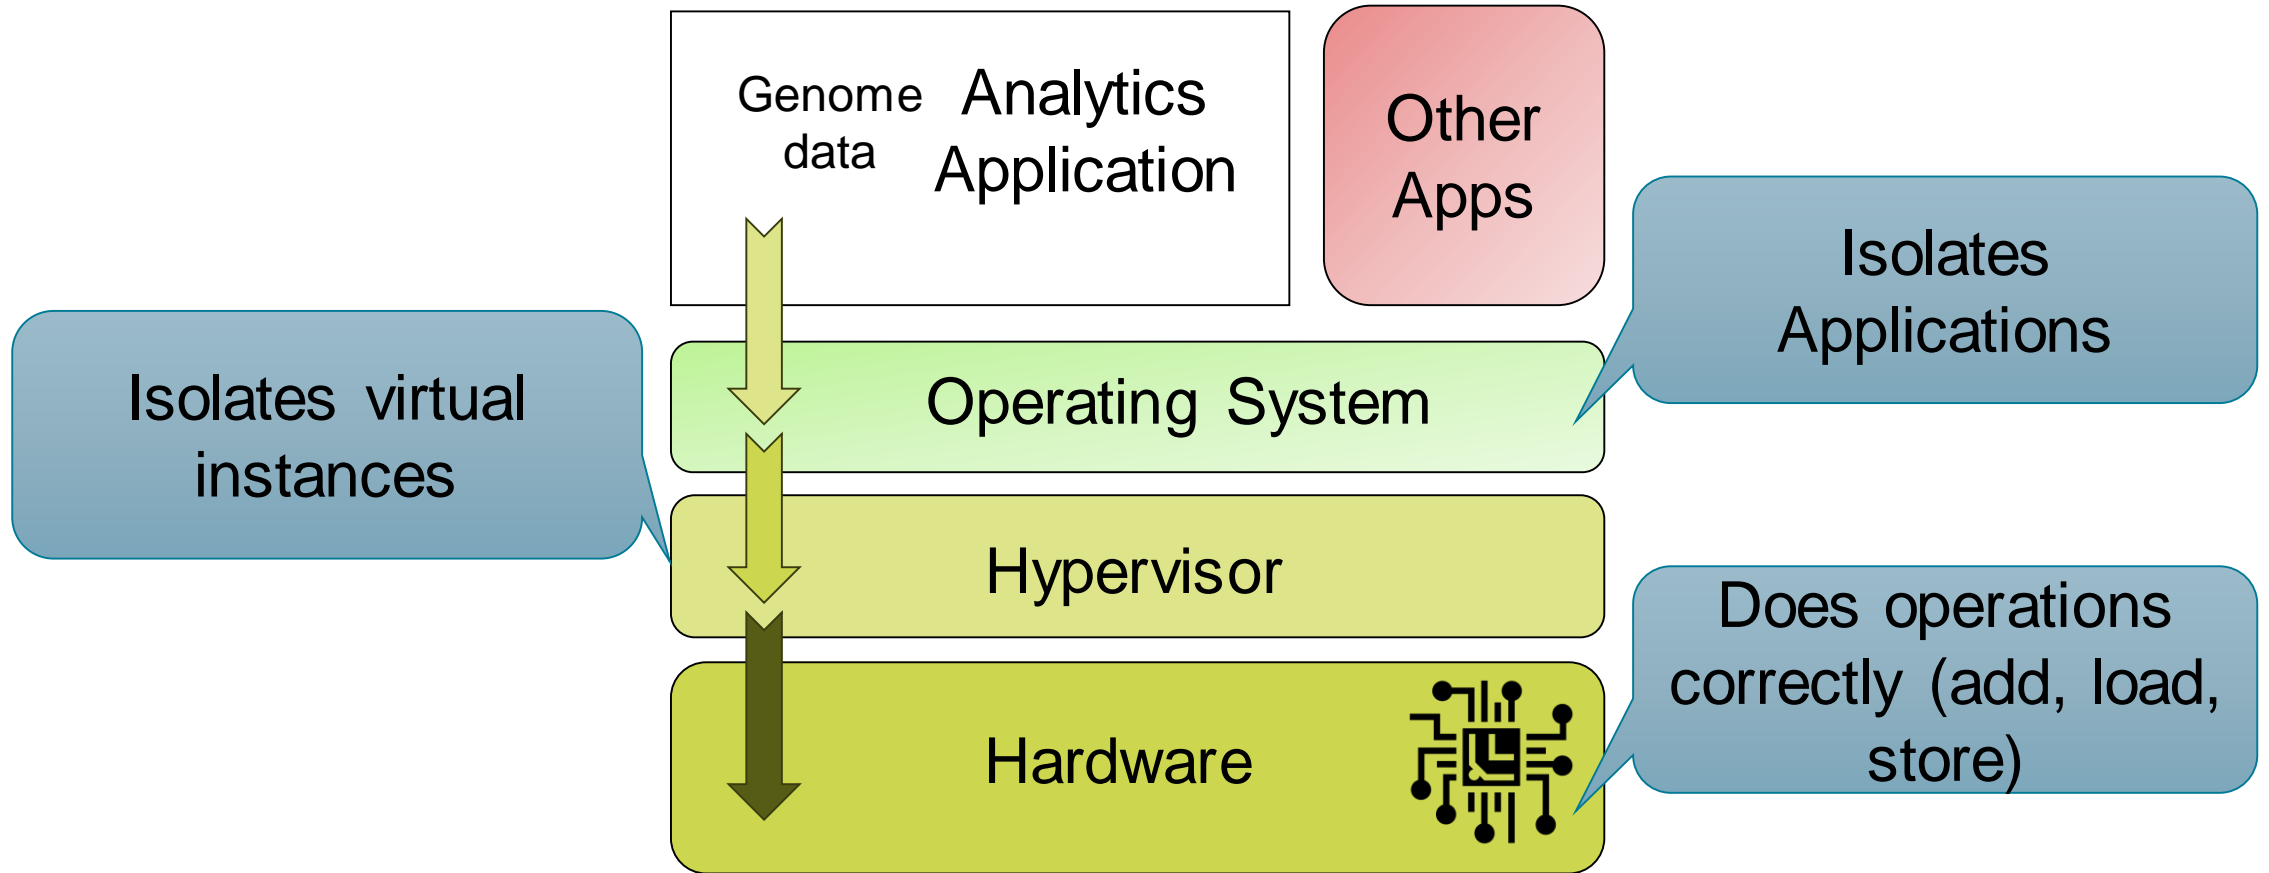 Genome
data
Analytics
Application
Other
Apps
Isolates
Applications
Isolates virtual
instances
Operating System
Hypervisor
Does operations
correctly (add, load,
store)
Hardware